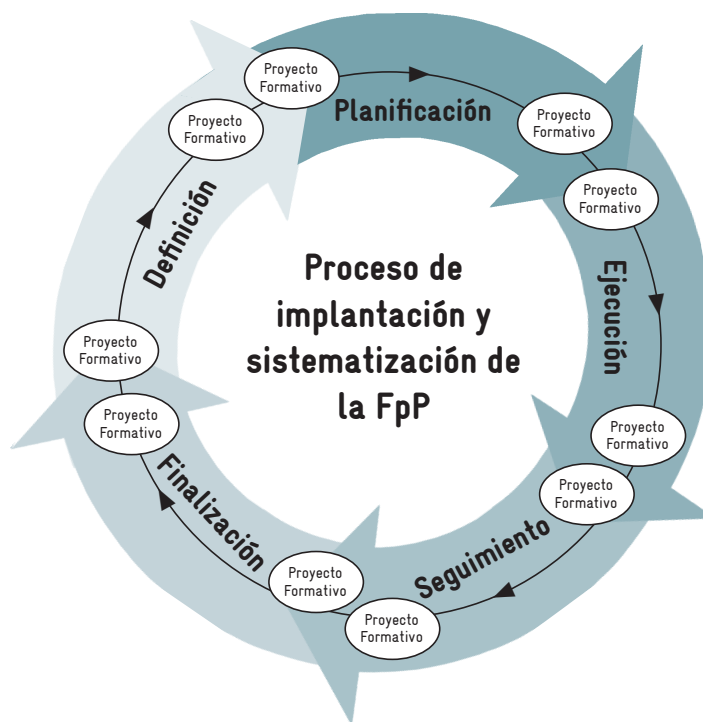 Proyecto
Formativo
Planificación
Proyecto
Formativo
Proyecto
Formativo
Proyecto
Formativo
Definición
Proceso de
implantación y
sistematización de
la FpP
Ejecución
Proyecto
Formativo
Proyecto
Formativo
Proyecto
Formativo
Proyecto
Formativo
Finalización
Seguimiento
Proyecto
Formativo
Proyecto
Formativo